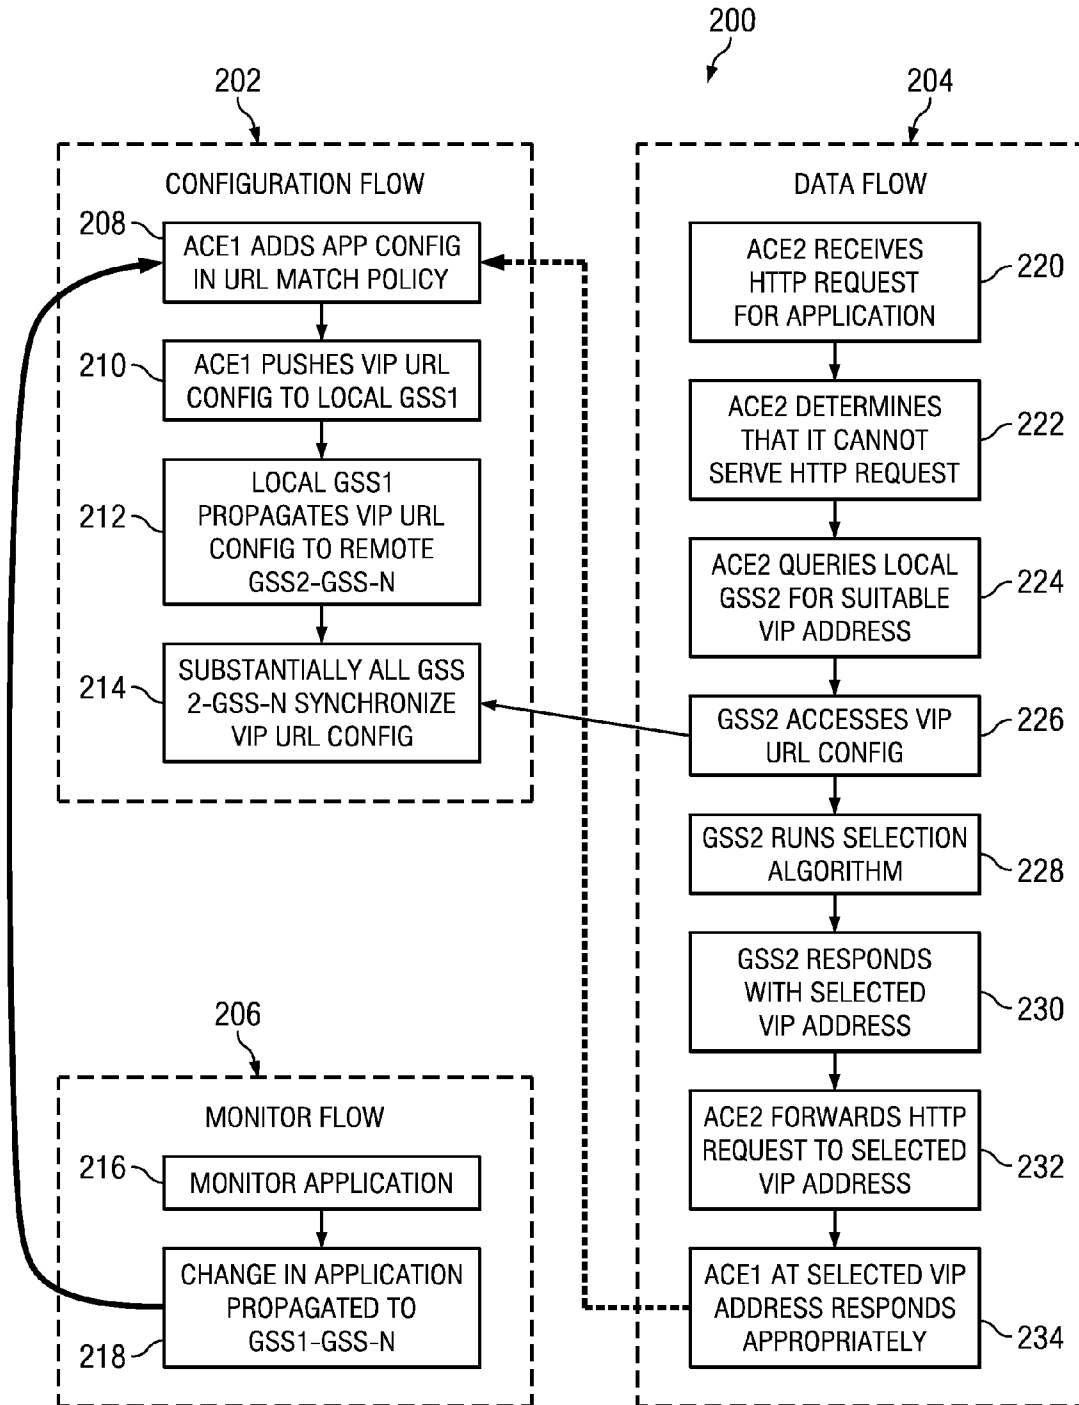 200
202
CONFIGURATION FLOW
208
ACE1 ADDS APP CONFIG
IN URL MATCH POLICY
210
ACE1 PUSHES VIP URL
CONFIG TO LOCAL GSS1
212
LOCAL GSS1
PROPAGATES VIP URL
CONFIG TO REMOTE
GSS2-GSS-N
214
SUBSTANTIALLY ALL GSS
2-GSS-N SYNCHRONIZE
VIP URL CONFIG
206
MONITOR FLOW
216
MONITOR APPLICATION
CHANGE IN APPLICATION
PROPAGATED TO
GSS1-GSS-N
218
204
DATA FLOW
ACE2 RECEIVES
HTTP REQUEST
FOR APPLICATION
220
ACE2 DETERMINES
THAT IT CANNOT
SERVE HTTP REQUEST
222
ACE2 QUERIES LOCAL
GSS2 FOR SUITABLE
VIP ADDRESS
224
GSS2 ACCESSES VIP
URL CONFIG
226
GSS2 RUNS SELECTION
ALGORITHM
228
GSS2 RESPONDS
WITH SELECTED
VIP ADDRESS
230
ACE2 FORWARDS HTTP
REQUEST TO SELECTED
VIP ADDRESS
232
ACE1 AT SELECTED VIP
ADDRESS RESPONDS
APPROPRIATELY
234